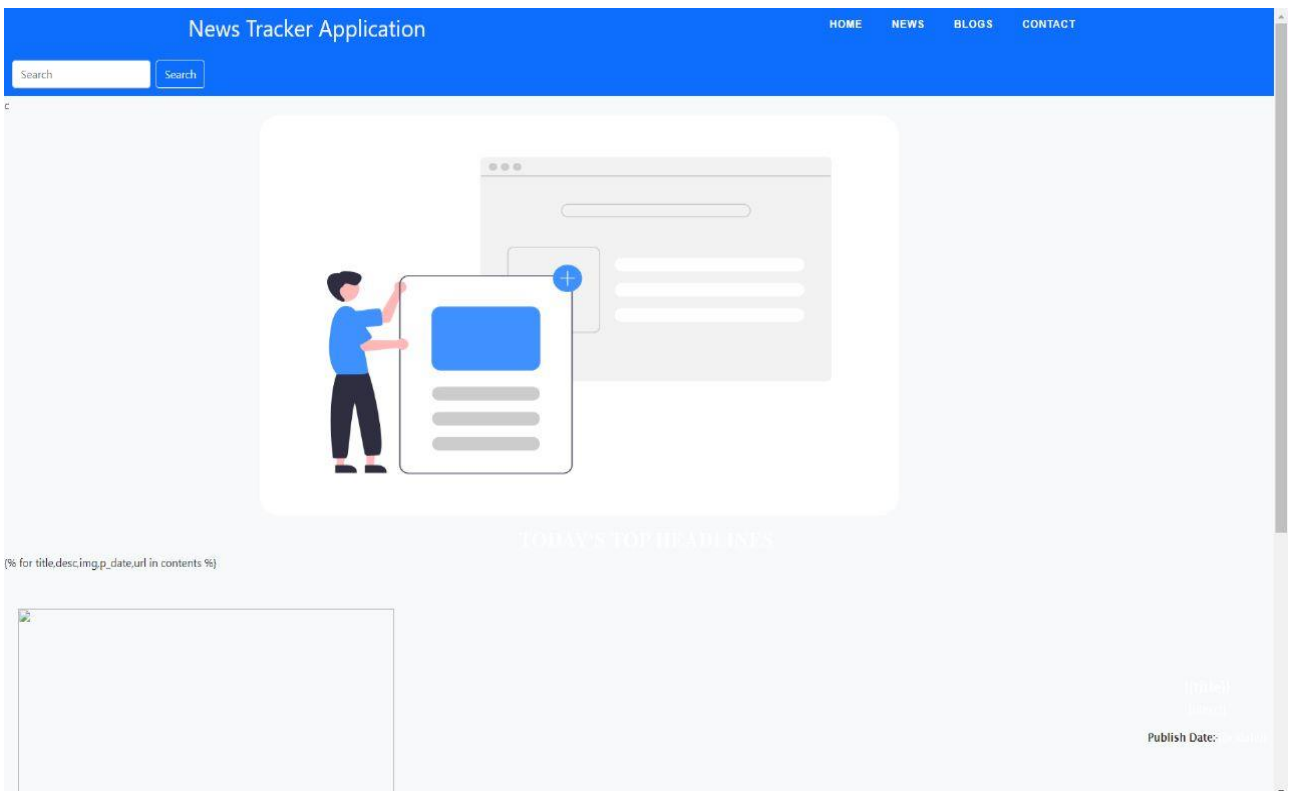 News Tracker Application
HOME NEWS BLOGS CONTACT
Search Search
c
TODAY'S TOP HEADLINES
{% for title,desc,img,p_date,url in contents %}
Publish Date: